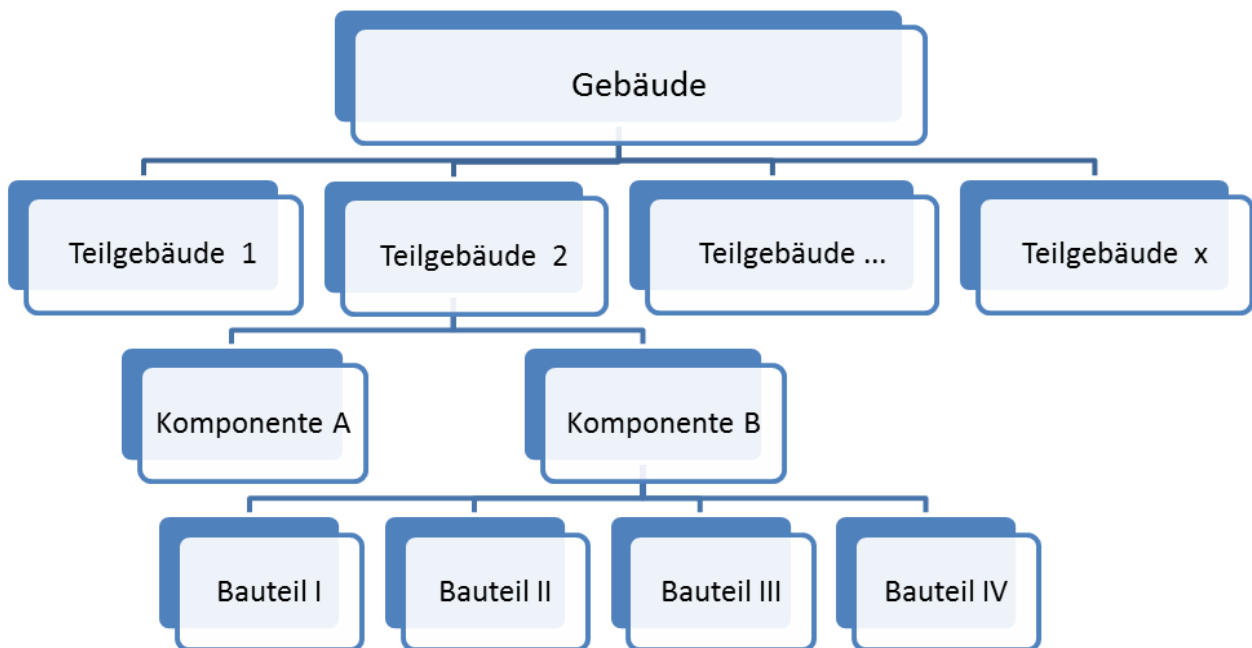 Gebäude
Teilgebäude 1
Teilgebäude 2
Teilgebäude ...
Teilgebäude x
Komponente A
Komponente B
Bauteil I
Bauteil II
Bauteil III
Bauteil IV